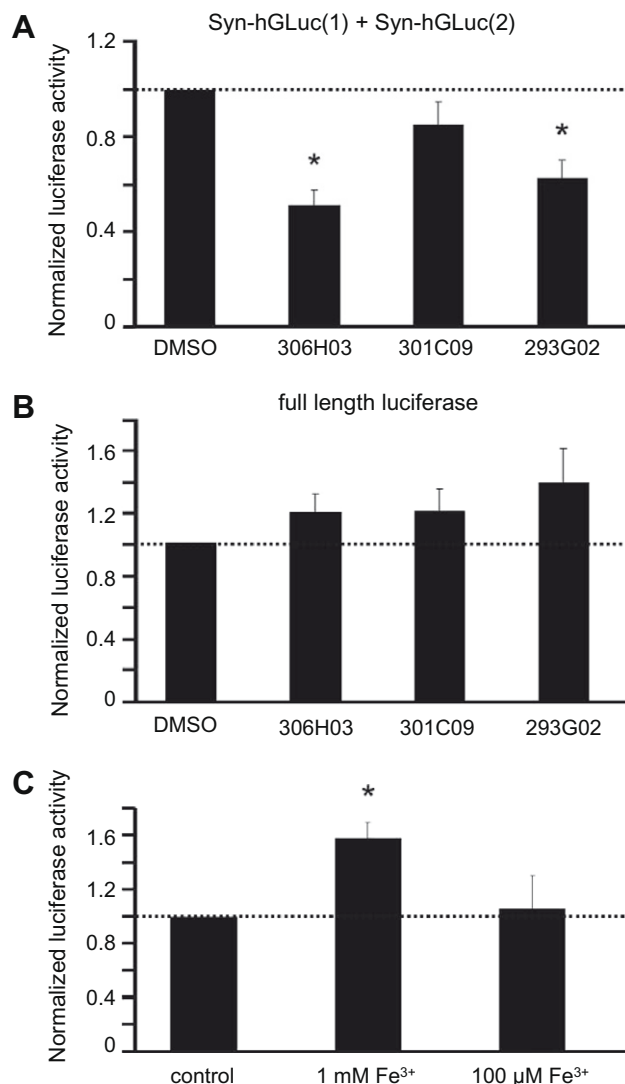 A
Syn-hGLuc(1) + Syn-hGLuc(2)
Normalized luciferase activity
1.2
0.8
0.4
0
*
*
DMSO 306H03 301C09 293G02
B
full length luciferase
Normalized luciferase activity
1.6
1.2
0.8
0.4
0
DMSO 306H03 301C09 293G02
C
Normalized luciferase activity
1.6
1.2
0.8
0.4
0
*
control 1 mM Fe³⁺ 100 µM Fe³⁺